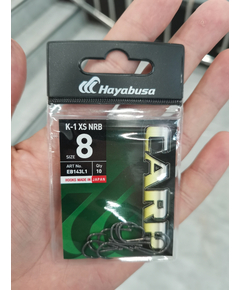 Hayabusa
K-1 XS NRB
8
SIZE
ART No. Qty
EB143L1 10
HOOKS MADE IN JAPAN
CARP